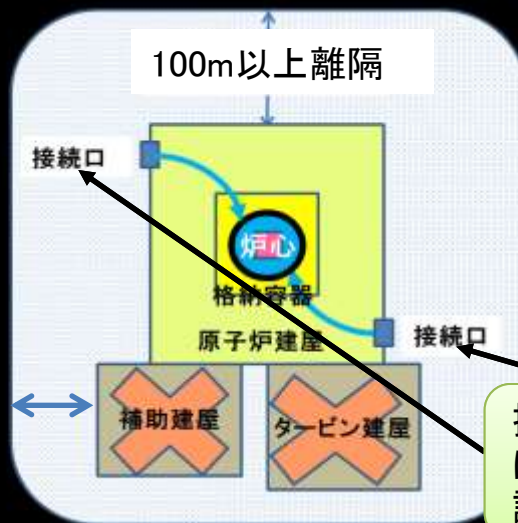 100m以上離隔
接続口
炉心
格納容器
原子炉建屋
接続口
補助建屋
タービン建屋